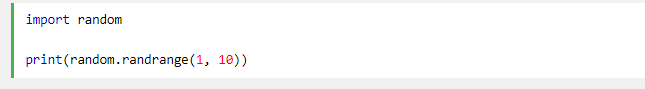 import random
print(random.randrange(1, 10))